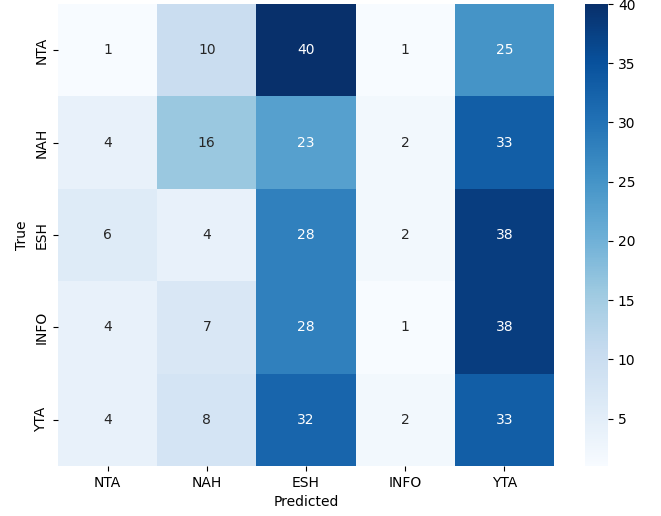 NTA 1 10 40 1 25
NAH 4 16 23 2 33
ESH 6 4 28 2 38
INFO 4 7 28 1 38
YTA 4 8 32 2 33
NTA NAH ESH INFO YTA
Predicted
True
40
35
30
25
20
15
10
5